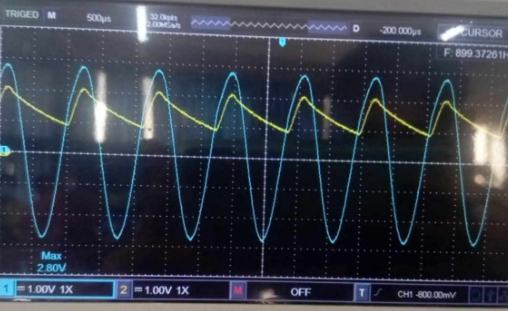 TRIGED M 500µs 32.0kpts D -200.000µs CURSOR
2.00MSa/s
F: 899.37261H
1
Max
2.80V
1 1.00V 1X 2 1.00V 1X M OFF T CH1 -800.00mV